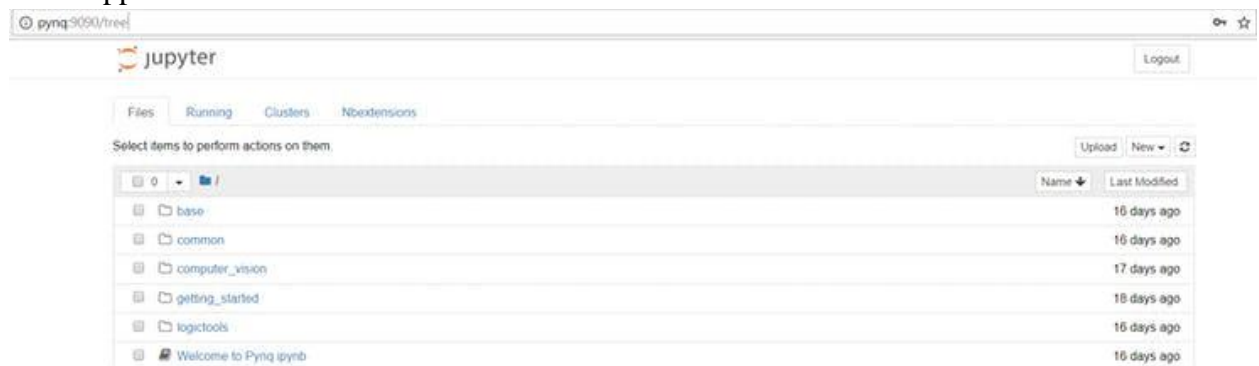 pynq:9090/tree
jupyter
Logout
Files Running Clusters Nbextensions
Select items to perform actions on them.
Upload New
0 /
Name Last Modified
base 16 days ago
common 16 days ago
computer_vision 17 days ago
getting_started 18 days ago
logictools 16 days ago
Welcome to Pynq.ipynb 16 days ago